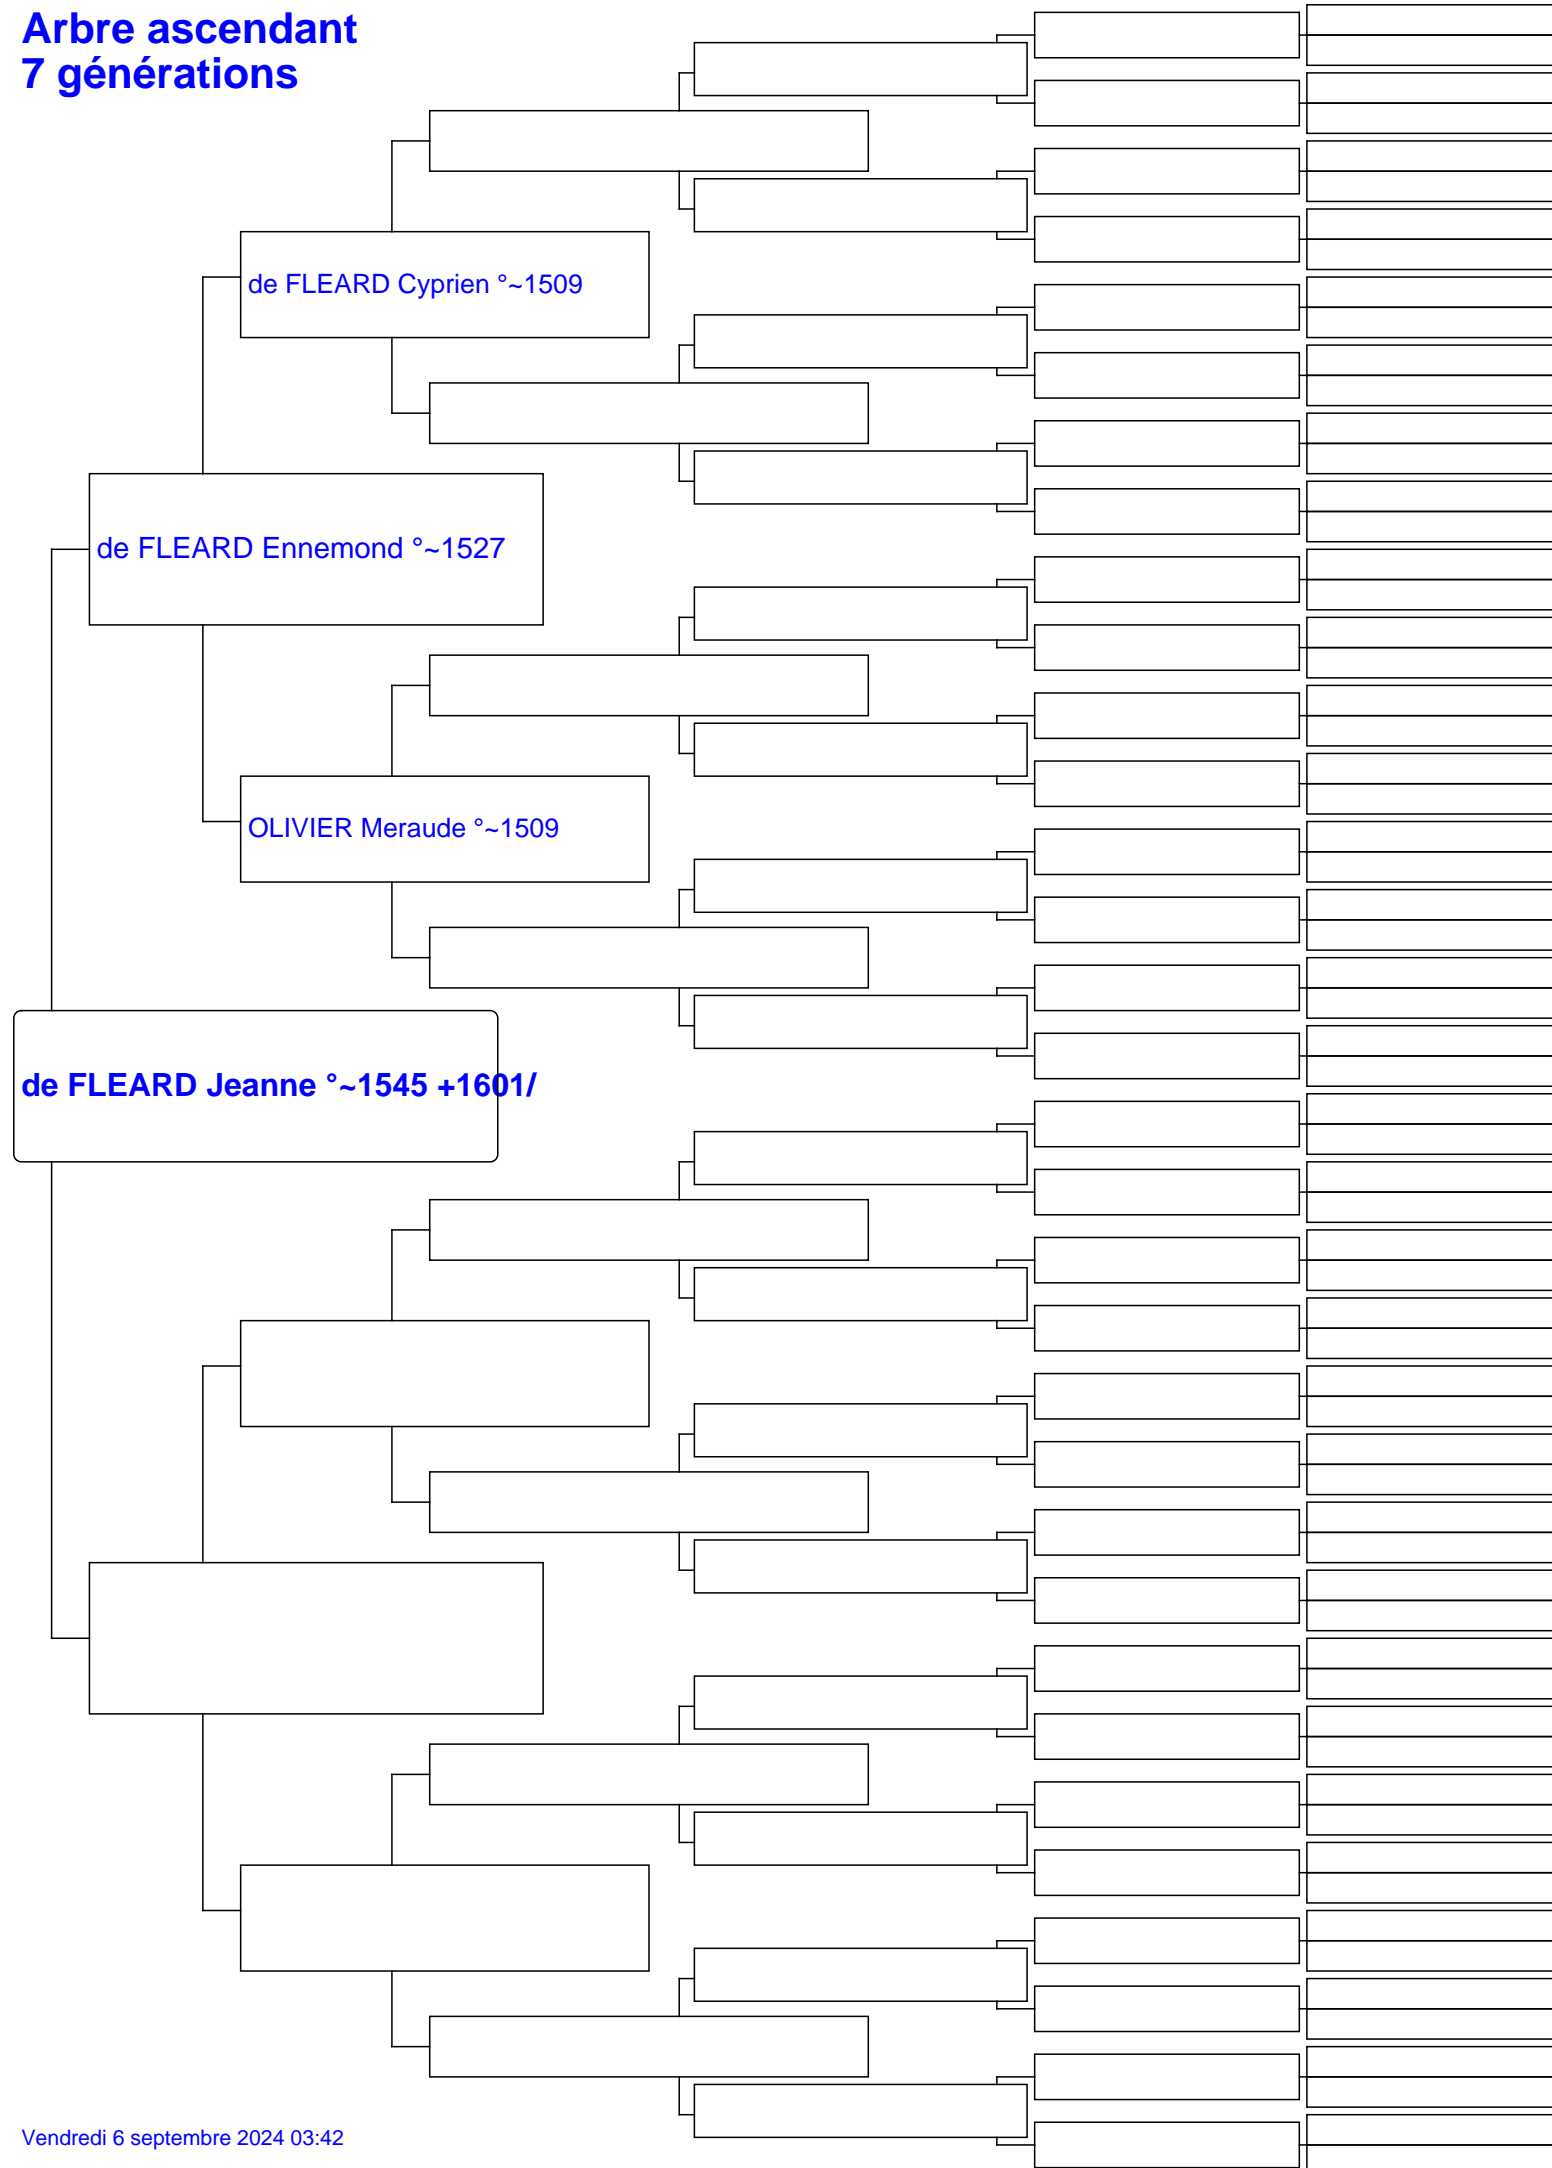 Arbre ascendant
7 générations
de FLEARD Cyprien °~1509
de FLEARD Ennemond °~1527
OLIVIER Meraude °~1509
de FLEARD Jeanne °~1545 +1601/
Vendredi 6 septembre 2024 03:42